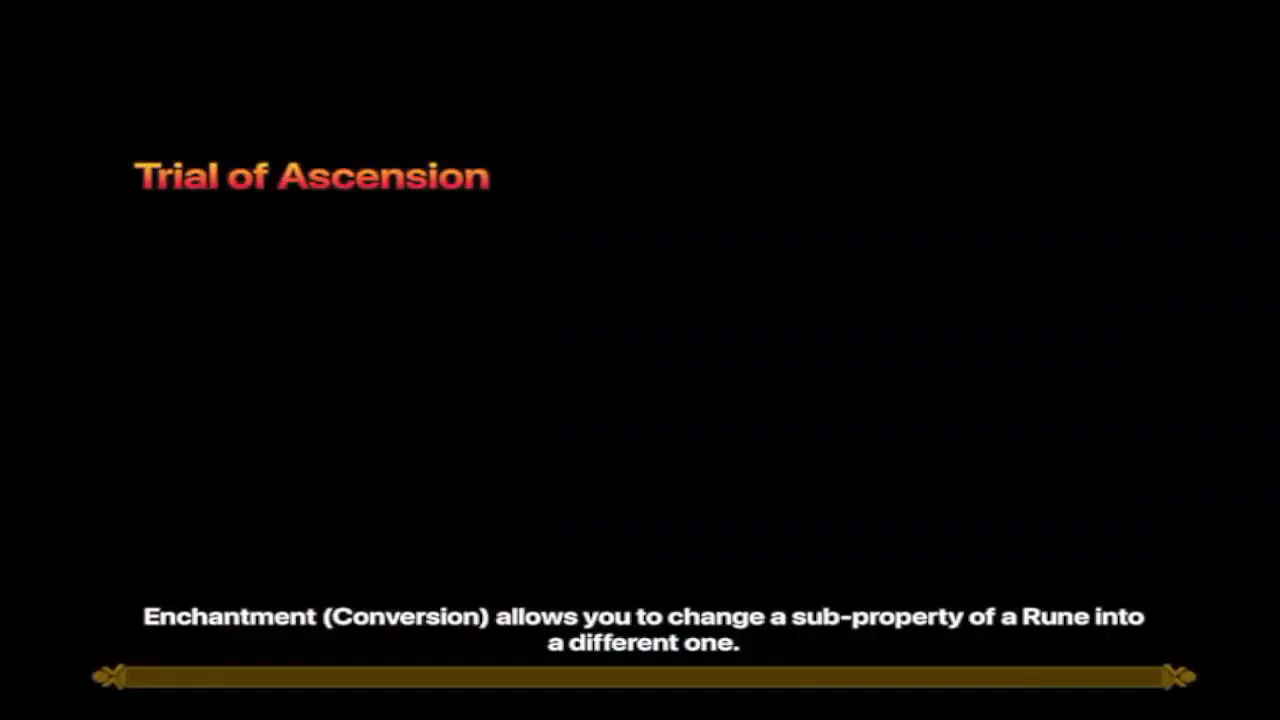 Trial of Ascension
Enchantment (Conversion) allows you to change a sub-property of a Rune into
a different one.